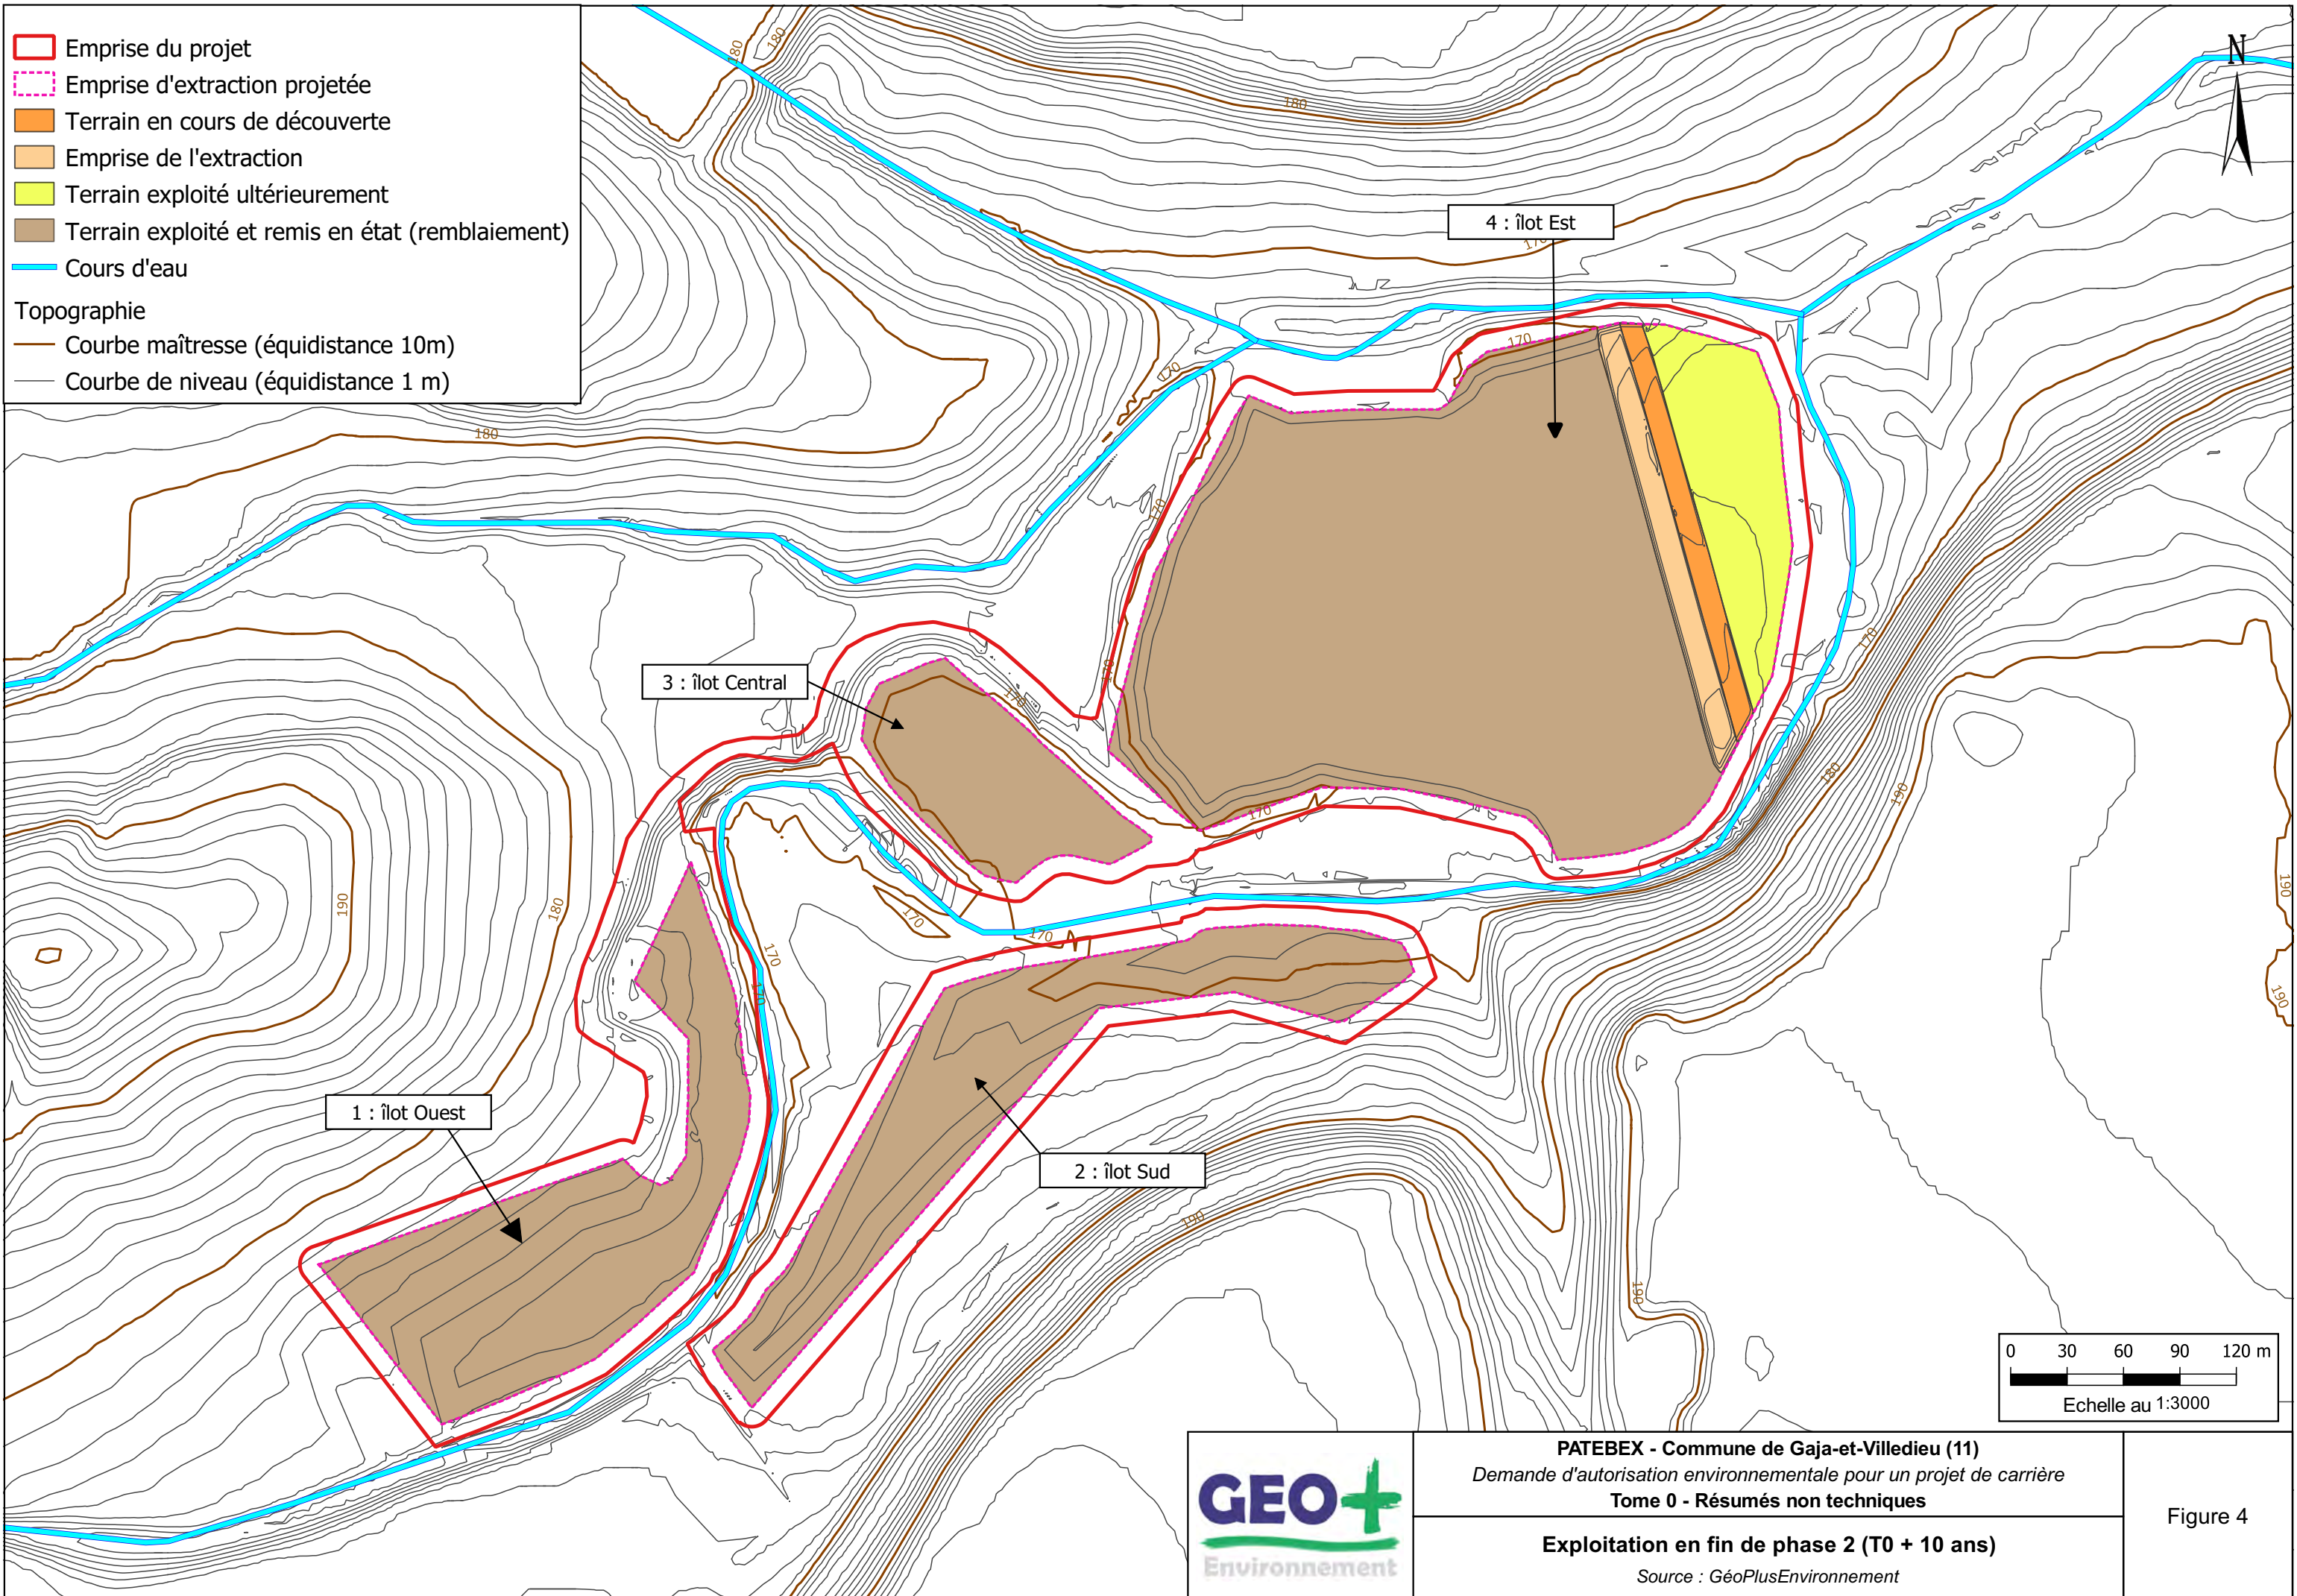 Emprise du projet
Emprise d'extraction projetée
Terrain en cours de découverte
Emprise de l'extraction
Terrain exploité ultérieurement
Terrain exploité et remis en état (remblaiement)
Cours d'eau
Topographie
Courbe maîtresse (équidistance 10m)
Courbe de niveau (équidistance 1 m)
N
180
180
180
4 : îlot Est
170
170
170
180
170
3 : îlot Central
170
170
170
180
190
170
190
180
170
170
170
170
190
190
1 : îlot Ouest
2 : îlot Sud
190
190
0 30 60 90 120 m
Echelle au 1:3000
GEO+
Environnement
PATEBEX - Commune de Gaja-et-Villedieu (11)
Demande d'autorisation environnementale pour un projet de carrière
Tome 0 - Résumés non techniques
Exploitation en fin de phase 2 (T0 + 10 ans)
Source : GéoPlusEnvironnement
Figure 4